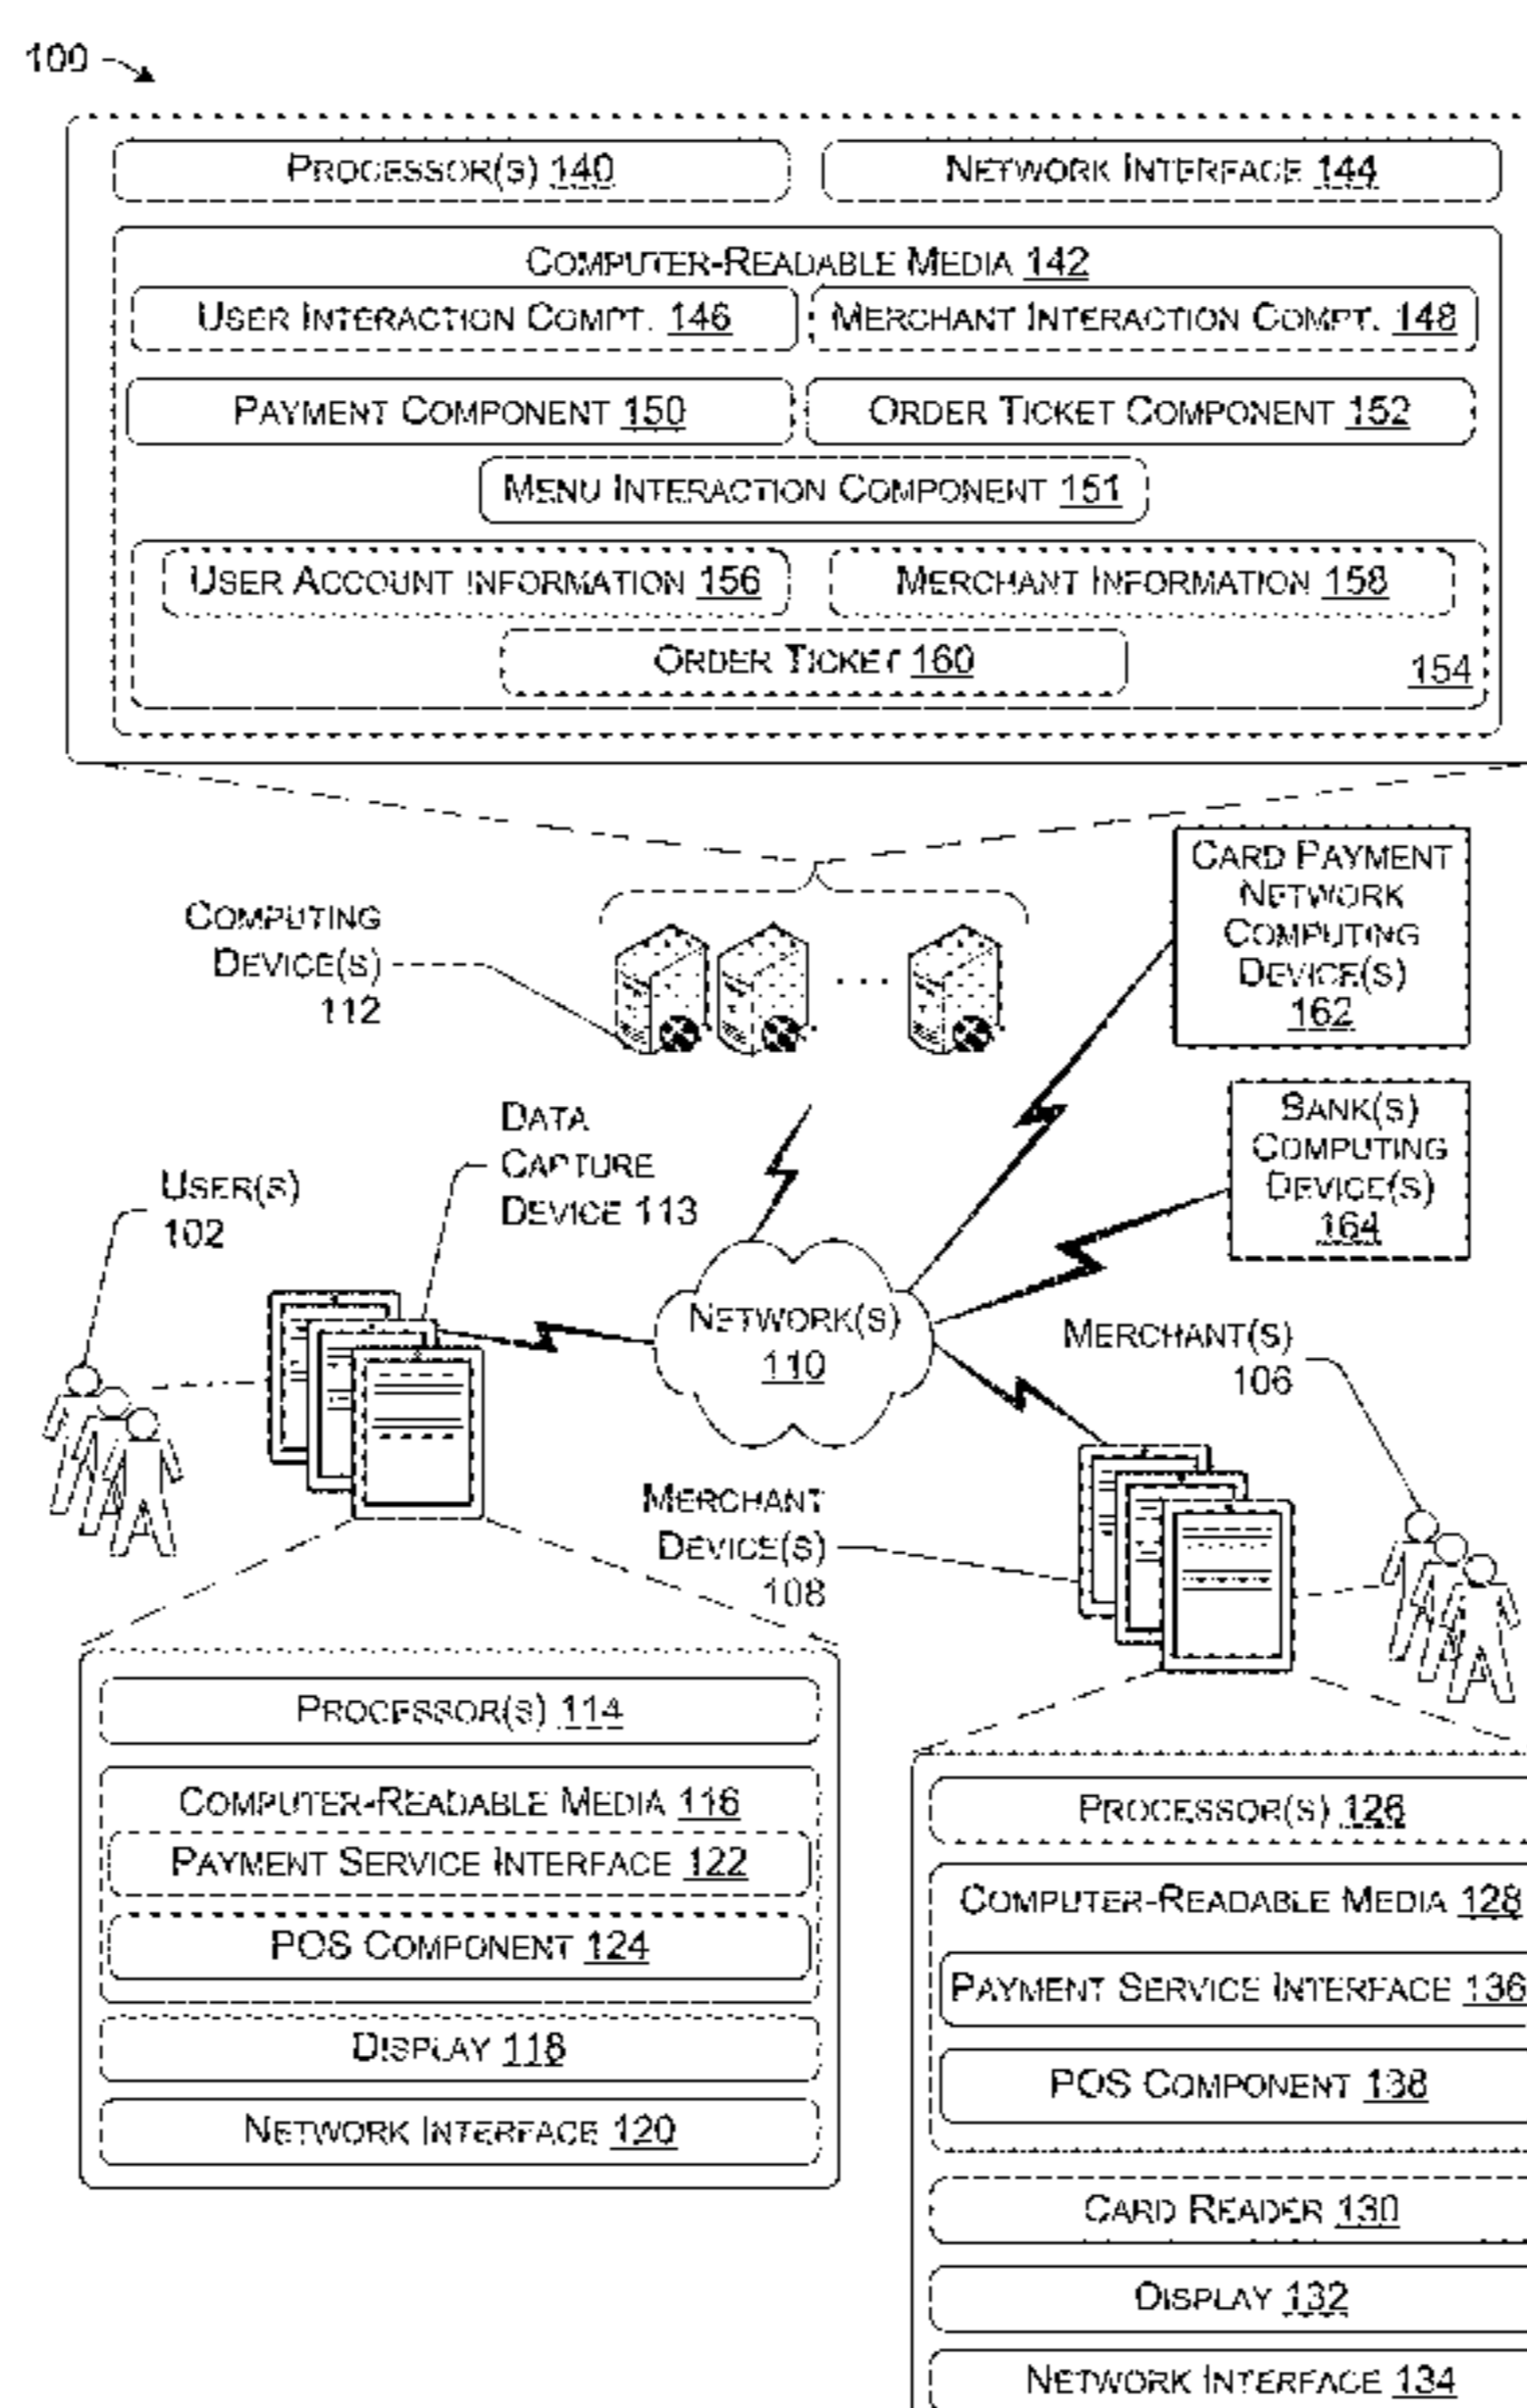 100
PROCESSOR(S) 140
NETWORK INTERFACE 144
COMPUTER-READABLE MEDIA 142
USER INTERACTION COMPT. 146
MERCHANT INTERACTION COMPT. 148
PAYMENT COMPONENT 150
ORDER TICKET COMPONENT 152
MENU INTERACTION COMPONENT 151
USER ACCOUNT INFORMATION 156
MERCHANT INFORMATION 158
ORDER TICKET 160
154
COMPUTING
DEVICE(S)
112
CARD PAYMENT
NETWORK
COMPUTING
DEVICE(S)
162
BANK(S)
COMPUTING
DEVICE(S)
164
DATA
CAPTURE
DEVICE 113
USER(S)
102
NETWORK(S)
110
MERCHANT(S)
106
MERCHANT
DEVICE(S)
108
PROCESSOR(S) 114
COMPUTER-READABLE MEDIA 116
PAYMENT SERVICE INTERFACE 122
POS COMPONENT 124
DISPLAY 118
NETWORK INTERFACE 120
PROCESSOR(S) 126
COMPUTER-READABLE MEDIA 128
PAYMENT SERVICE INTERFACE 136
POS COMPONENT 138
CARD READER 130
DISPLAY 132
NETWORK INTERFACE 134